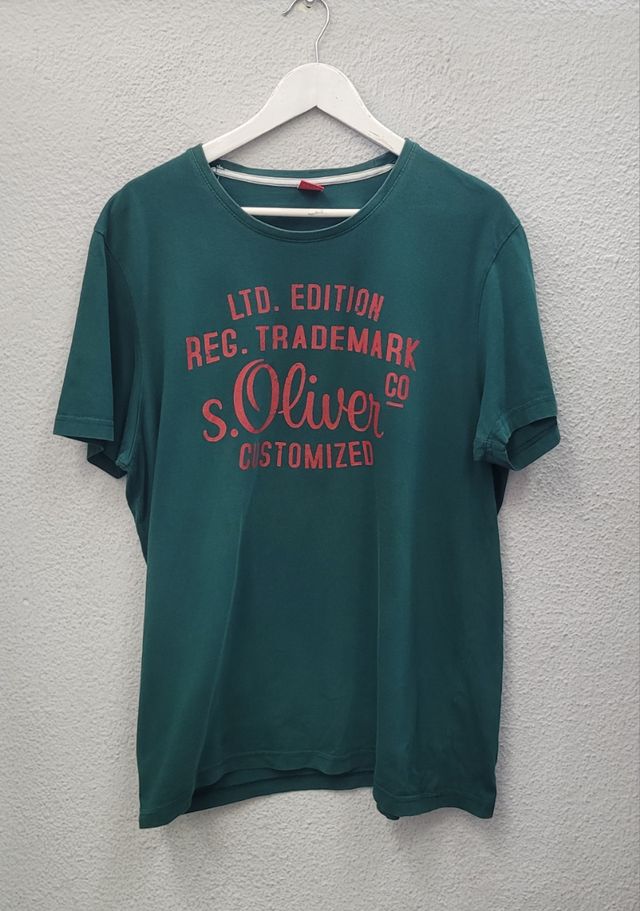 LTD. EDITION
REG. TRADEMARK
s.Oliver CO
CUSTOMIZED